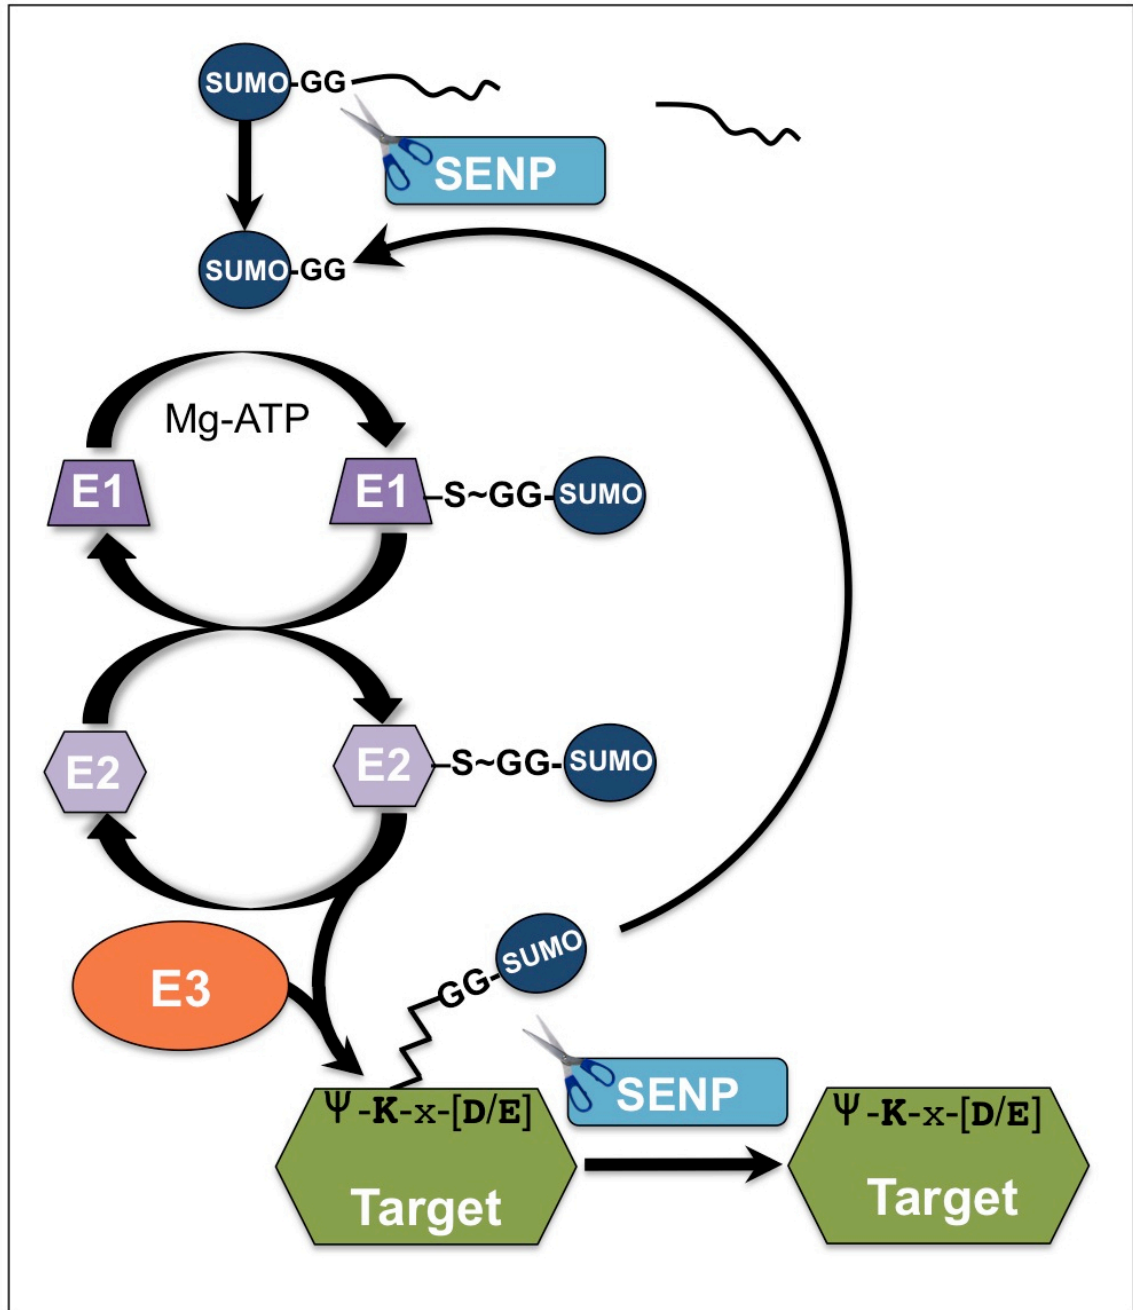 SUMO-GG
SENP
SUMO-GG
Mg-ATP
E1
E1-S~GG-SUMO
E2
E2-S~GG-SUMO
E3
GG-SUMO
SENP
Ψ-K-x-[D/E]
Target
Ψ-K-x-[D/E]
Target